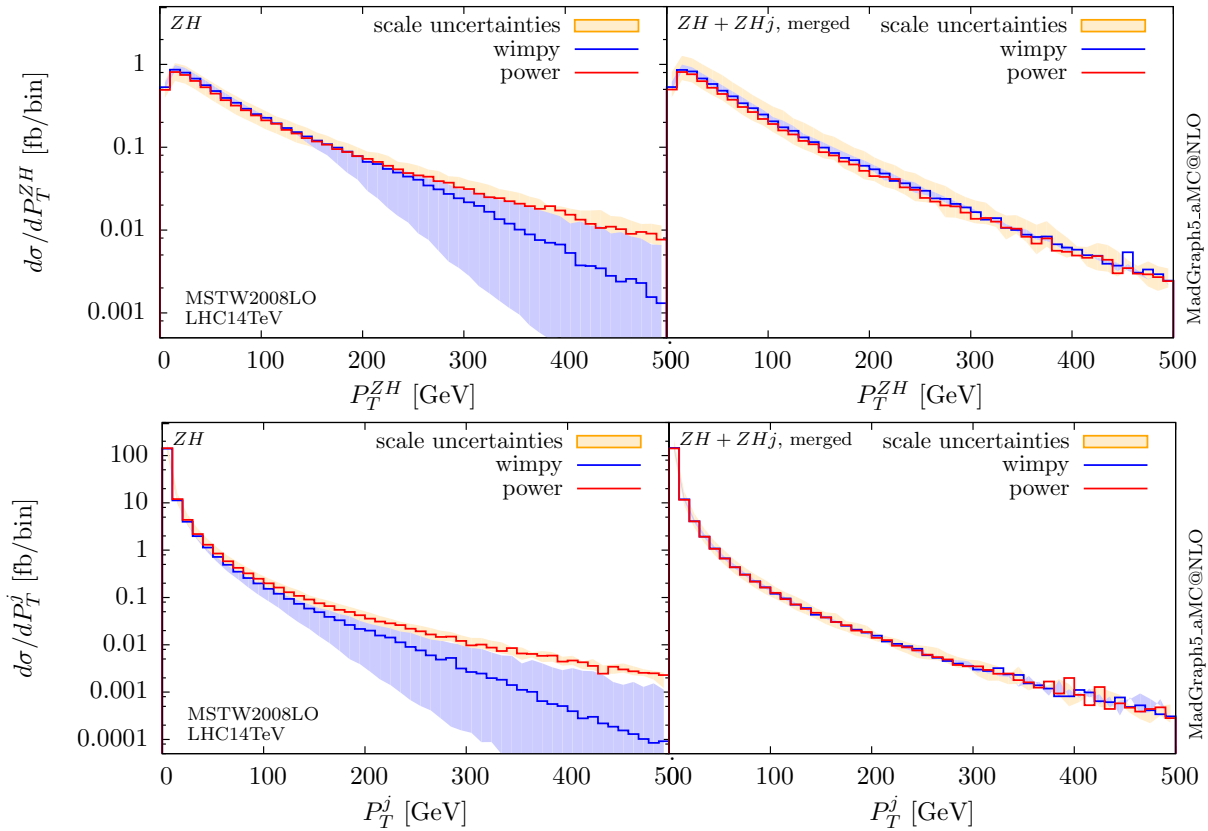 ZH
scale uncertainties
wimpy
power
ZH + ZHj, merged
scale uncertainties
wimpy
power
1
0.1
0.01
0.001
dσ/dP_T^{ZH} [fb/bin]
MSTW2008LO
LHC14TeV
0 100 200 300 400 500
P_T^{ZH} [GeV]
0 100 200 300 400 500
P_T^{ZH} [GeV]
MadGraph5_aMC@NLO
ZH
scale uncertainties
wimpy
power
ZH + ZHj, merged
scale uncertainties
wimpy
power
100
10
1
0.1
0.01
0.001
0.0001
dσ/dP_T^j [fb/bin]
MSTW2008LO
LHC14TeV
0 100 200 300 400 500
P_T^j [GeV]
0 100 200 300 400 500
P_T^j [GeV]
MadGraph5_aMC@NLO